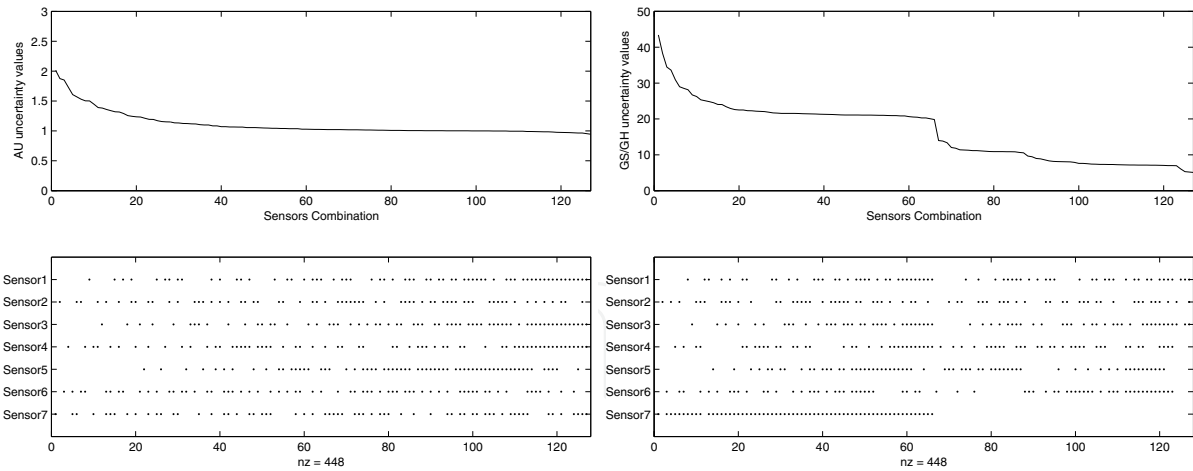 3
2.5
2
1.5
1
0.5
0
AU uncertainty values
0 20 40 60 80 100 120
Sensors Combination
50
40
30
20
10
0
GS/GH uncertainty values
0 20 40 60 80 100 120
Sensors Combination
Sensor1
Sensor2
Sensor3
Sensor4
Sensor5
Sensor6
Sensor7
0 20 40 60 80 100 120
nz = 448
Sensor1
Sensor2
Sensor3
Sensor4
Sensor5
Sensor6
Sensor7
0 20 40 60 80 100 120
nz = 448